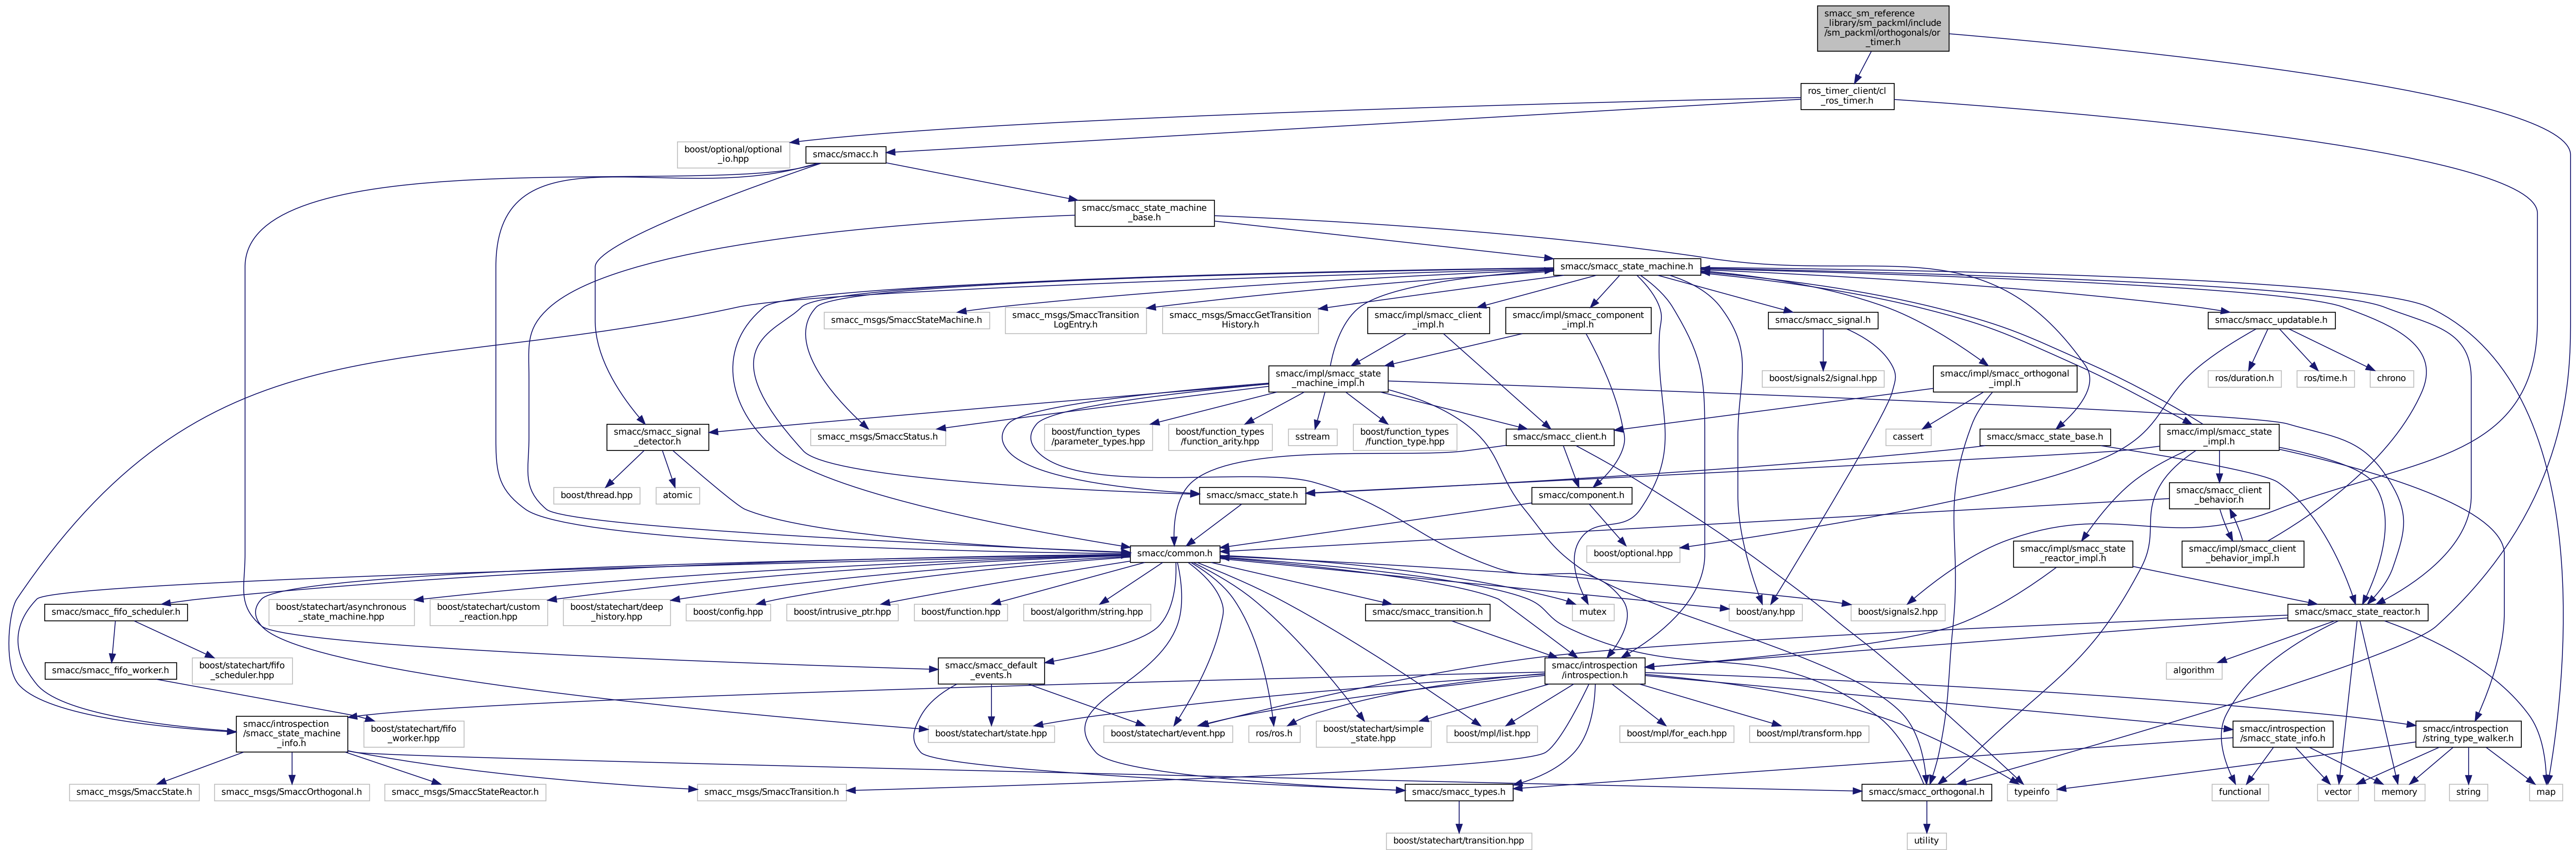 smacc_sm_reference
_library/sm_packml/include
/sm_packml/orthogonals/or
_timer.h
ros_timer_client/cl
_ros_timer.h
boost/optional/optional
_io.hpp
smacc/smacc.h
smacc/smacc_state_machine
_base.h
smacc/smacc_state_machine.h
smacc_msgs/SmaccStateMachine.h
smacc_msgs/SmaccTransition
LogEntry.h
smacc_msgs/SmaccGetTransition
History.h
smacc/impl/smacc_client
_impl.h
smacc/impl/smacc_component
_impl.h
smacc/smacc_signal.h
smacc/smacc_updatable.h
smacc/impl/smacc_state
_machine_impl.h
boost/signals2/signal.hpp
smacc/impl/smacc_orthogonal
_impl.h
ros/duration.h
ros/time.h
chrono
smacc/smacc_signal
_detector.h
smacc_msgs/SmaccStatus.h
boost/function_types
/parameter_types.hpp
boost/function_types
/function_arity.hpp
sstream
boost/function_types
/function_type.hpp
smacc/smacc_client.h
cassert
smacc/smacc_state_base.h
smacc/impl/smacc_state
_impl.h
boost/thread.hpp
atomic
smacc/smacc_state.h
smacc/component.h
smacc/smacc_client
_behavior.h
smacc/common.h
boost/optional.hpp
smacc/impl/smacc_state
_reactor_impl.h
smacc/impl/smacc_client
_behavior_impl.h
smacc/smacc_fifo_scheduler.h
boost/statechart/asynchronous
_state_machine.hpp
boost/statechart/custom
_reaction.hpp
boost/statechart/deep
_history.hpp
boost/config.hpp
boost/intrusive_ptr.hpp
boost/function.hpp
boost/algorithm/string.hpp
mutex
smacc/smacc_transition.h
boost/any.hpp
boost/signals2.hpp
smacc/smacc_state_reactor.h
smacc/smacc_fifo_worker.h
boost/statechart/fifo
_scheduler.hpp
smacc/smacc_default
_events.h
smacc/introspection
/introspection.h
algorithm
smacc/introspection
/smacc_state_machine
_info.h
boost/statechart/fifo
_worker.hpp
boost/statechart/state.hpp
boost/statechart/event.hpp
ros/ros.h
boost/statechart/simple
_state.hpp
boost/mpl/list.hpp
boost/mpl/for_each.hpp
boost/mpl/transform.hpp
smacc/introspection
/smacc_state_info.h
smacc/introspection
/string_type_walker.h
smacc_msgs/SmaccState.h
smacc_msgs/SmaccOrthogonal.h
smacc_msgs/SmaccStateReactor.h
smacc_msgs/SmaccTransition.h
smacc/smacc_types.h
smacc/smacc_orthogonal.h
typeinfo
functional
vector
memory
string
map
boost/statechart/transition.hpp
utility